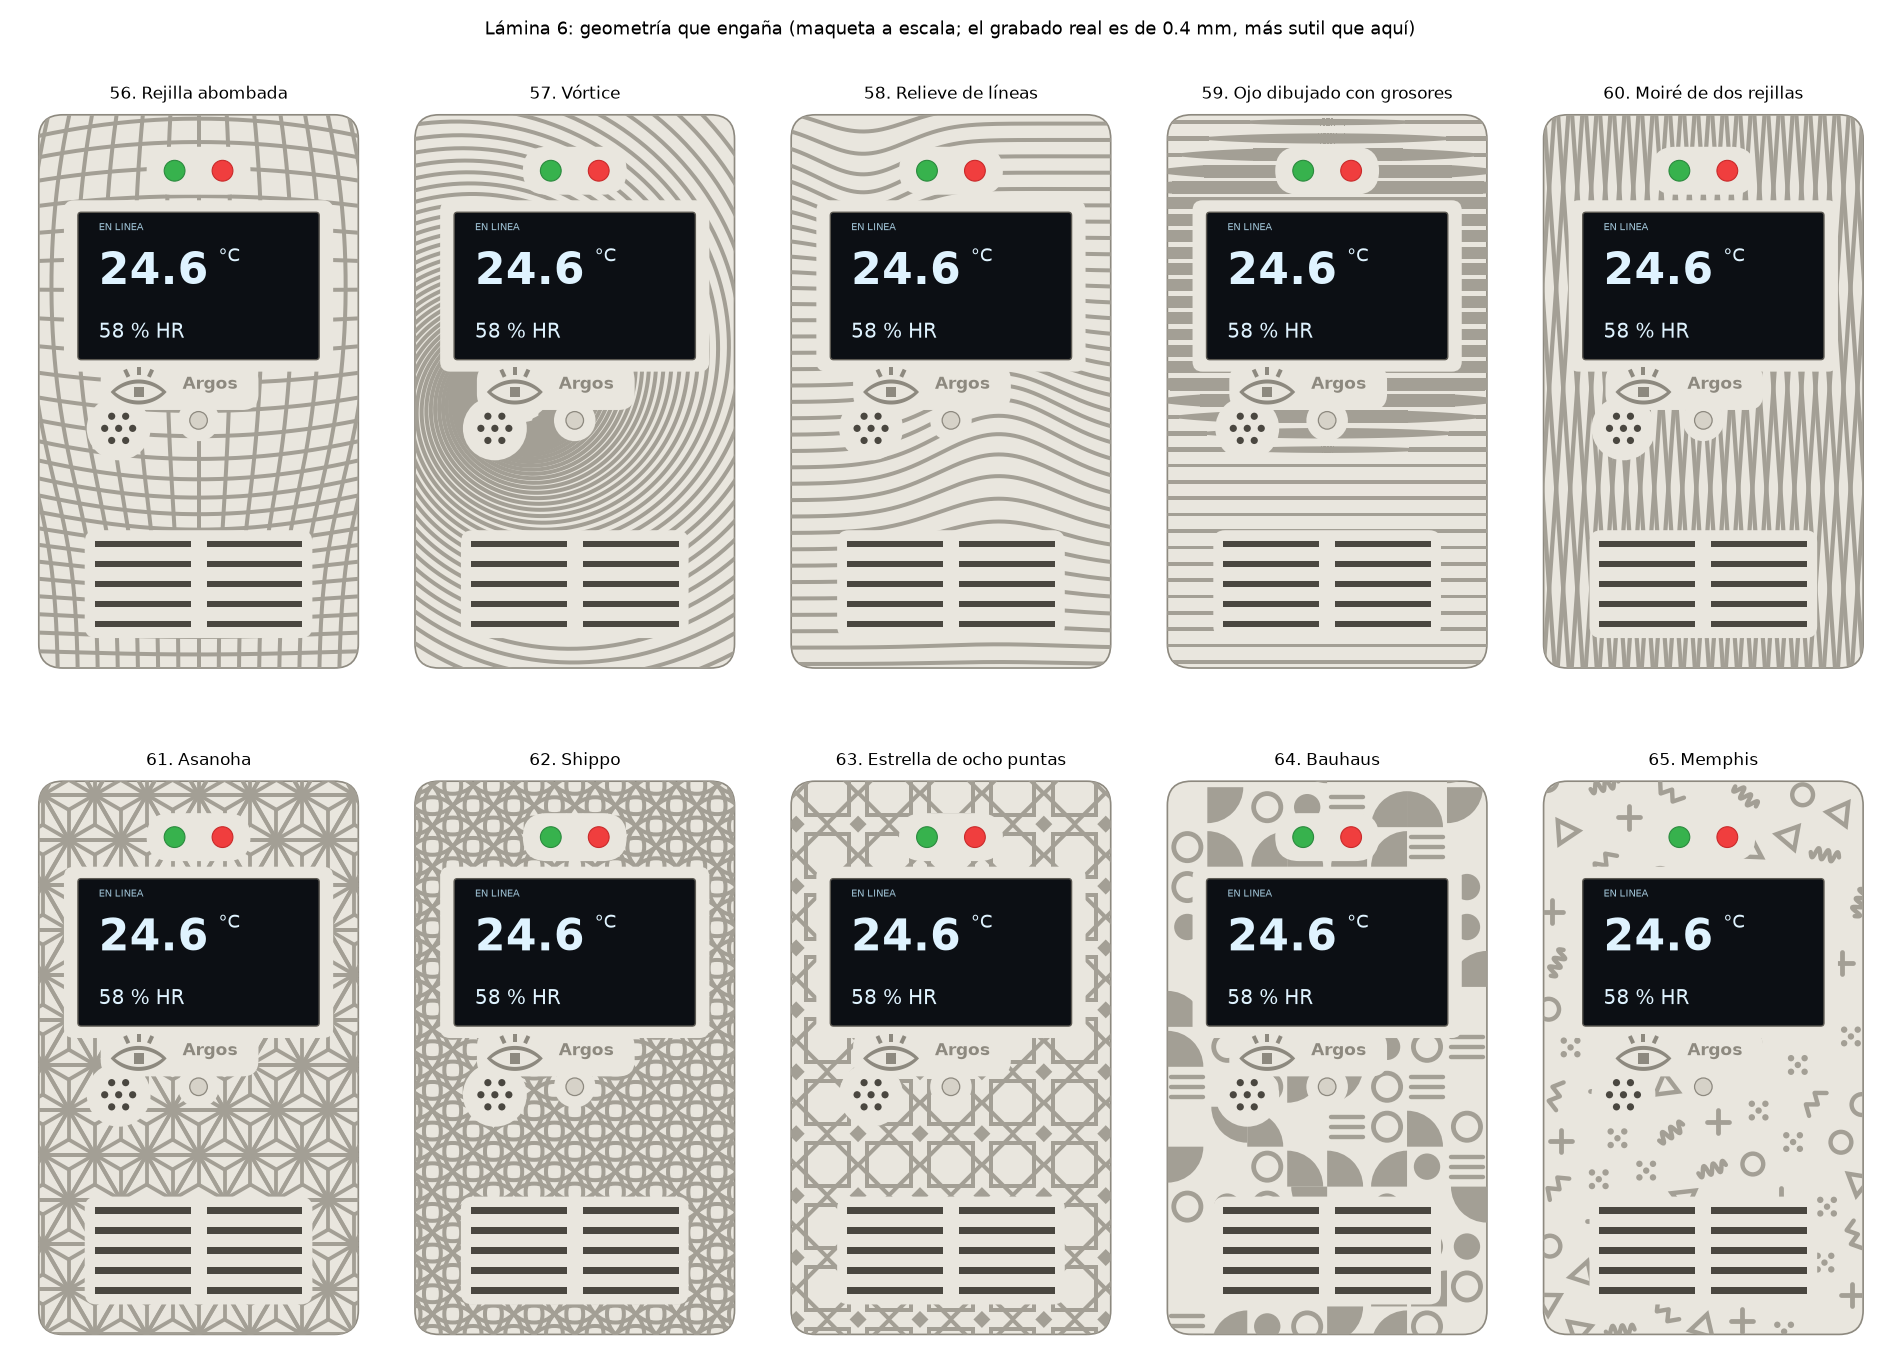 Lámina 6: geometría que engaña (maqueta a escala; el grabado real es de 0.4 mm, más sutil que aquí)
56. Rejilla abombada
57. Vórtice
58. Relieve de líneas
59. Ojo dibujado con grosores
60. Moiré de dos rejillas
EN LINEA
24.6 °C
58 % HR
Argos
EN LINEA
24.6 °C
58 % HR
Argos
EN LINEA
24.6 °C
58 % HR
Argos
EN LINEA
24.6 °C
58 % HR
Argos
EN LINEA
24.6 °C
58 % HR
Argos
61. Asanoha
62. Shippo
63. Estrella de ocho puntas
64. Bauhaus
65. Memphis
EN LINEA
24.6 °C
58 % HR
Argos
EN LINEA
24.6 °C
58 % HR
Argos
EN LINEA
24.6 °C
58 % HR
Argos
EN LINEA
24.6 °C
58 % HR
Argos
EN LINEA
24.6 °C
58 % HR
Argos